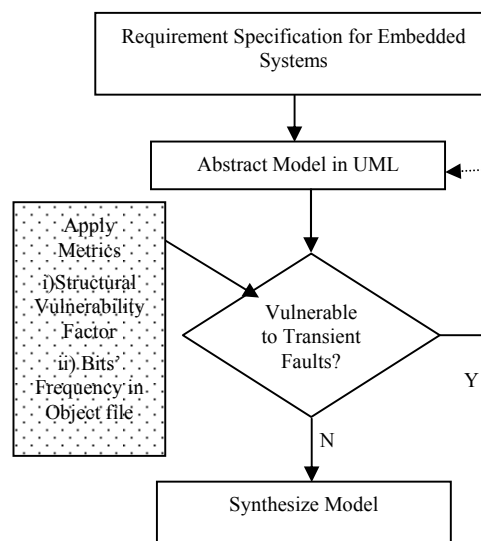 Requirement Specification for Embedded
Systems
Abstract Model in UML
Apply
Metrics
i)Structural
Vulnerability
Factor
ii) Bits'
Frequency in
Object file
Vulnerable
to Transient
Faults?
Y
N
Synthesize Model